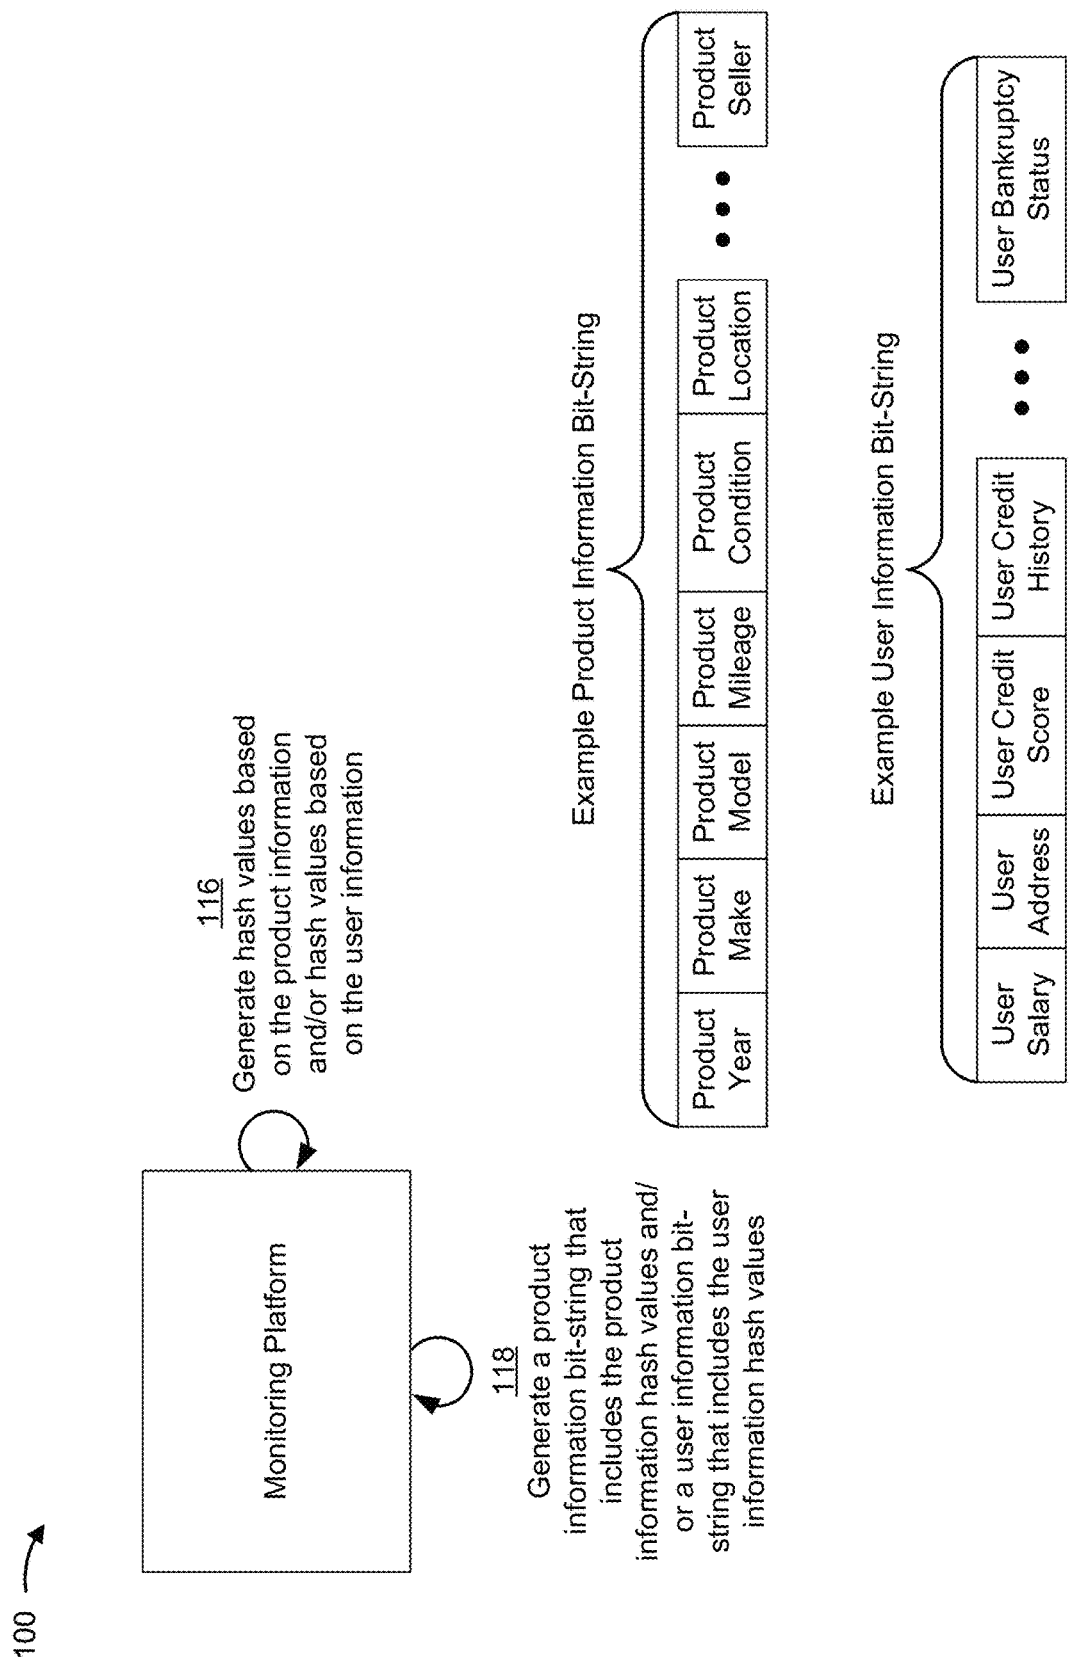 100
Monitoring Platform
116
Generate hash values based
on the product information
and/or hash values based
on the user information
118
Generate a product
information bit-string that
includes the product
information hash values and/
or a user information bit-
string that includes the user
information hash values
Example Product Information Bit-String
Product
Year
Product
Make
Product
Model
Product
Mileage
Product
Condition
Product
Location
Product
Seller
Example User Information Bit-String
User
Salary
User
Address
User Credit
Score
User Credit
History
User Bankruptcy
Status